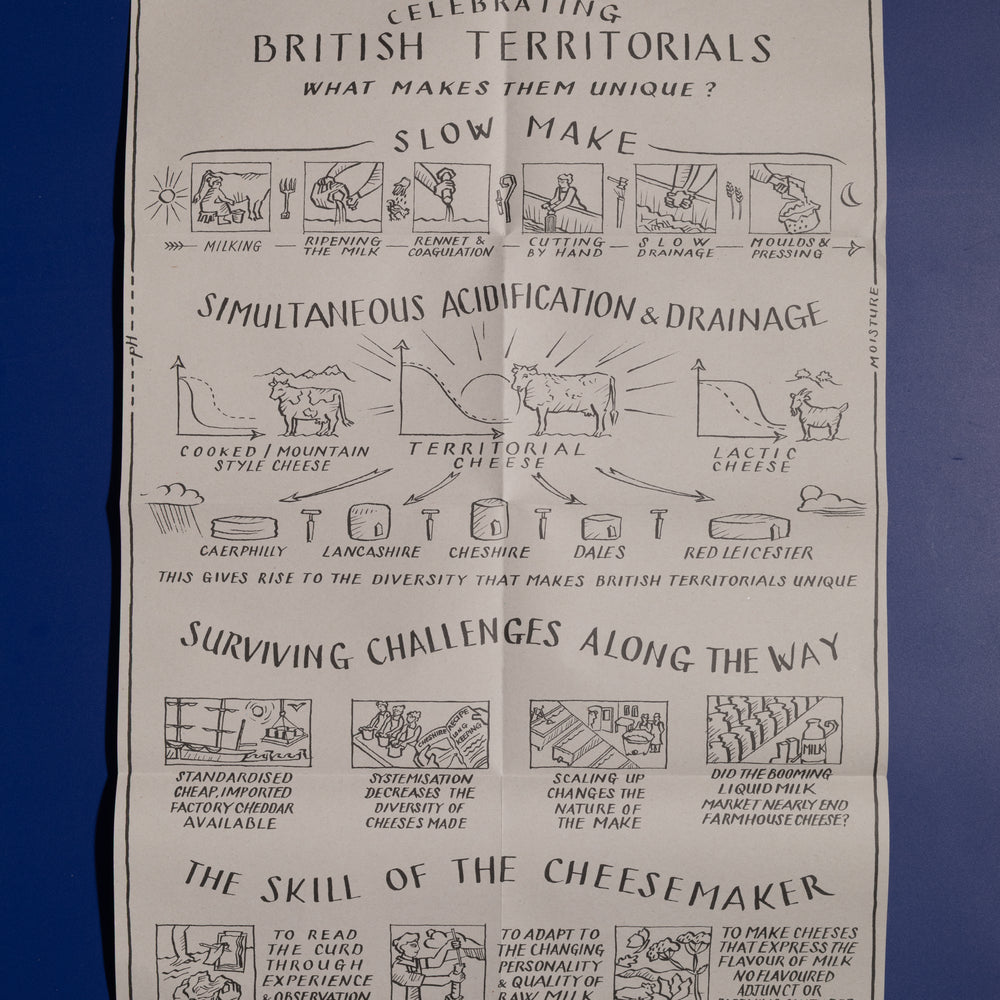 CELEBRATING
BRITISH TERRITORIALS
WHAT MAKES THEM UNIQUE?
SLOW MAKE
MILKING
RIPENING
THE MILK
RENNET &
COAGULATION
CUTTING
BY HAND
SLOW
DRAINAGE
MOULDS &
PRESSING
SIMULTANEOUS ACIDIFICATION & DRAINAGE
pH
MOISTURE
COOKED / MOUNTAIN
STYLE CHEESE
TERRITORIAL
CHEESE
LACTIC
CHEESE
CAERPHILLY
LANCASHIRE
CHESHIRE
DALES
RED LEICESTER
THIS GIVES RISE TO THE DIVERSITY THAT MAKES BRITISH TERRITORIALS UNIQUE
SURVIVING CHALLENGES ALONG THE WAY
CHESHIRE RECIPE
LONG
KEEPING
MILK
STANDARDISED
CHEAP, IMPORTED
FACTORY CHEDDAR
AVAILABLE
SYSTEMISATION
DECREASES THE
DIVERSITY OF
CHEESES MADE
SCALING UP
CHANGES THE
NATURE OF
THE MAKE
DID THE BOOMING
LIQUID MILK
MARKET NEARLY END
FARMHOUSE CHEESE?
THE SKILL OF THE CHEESEMAKER
TO READ
THE CURD
THROUGH
EXPERIENCE
& OBSERVATION
TO ADAPT TO
THE CHANGING
PERSONALITY
& QUALITY OF
RAW MILK
TO MAKE CHEESES
THAT EXPRESS THE
FLAVOUR OF MILK
NO FLAVOURED
ADJUNCT OR